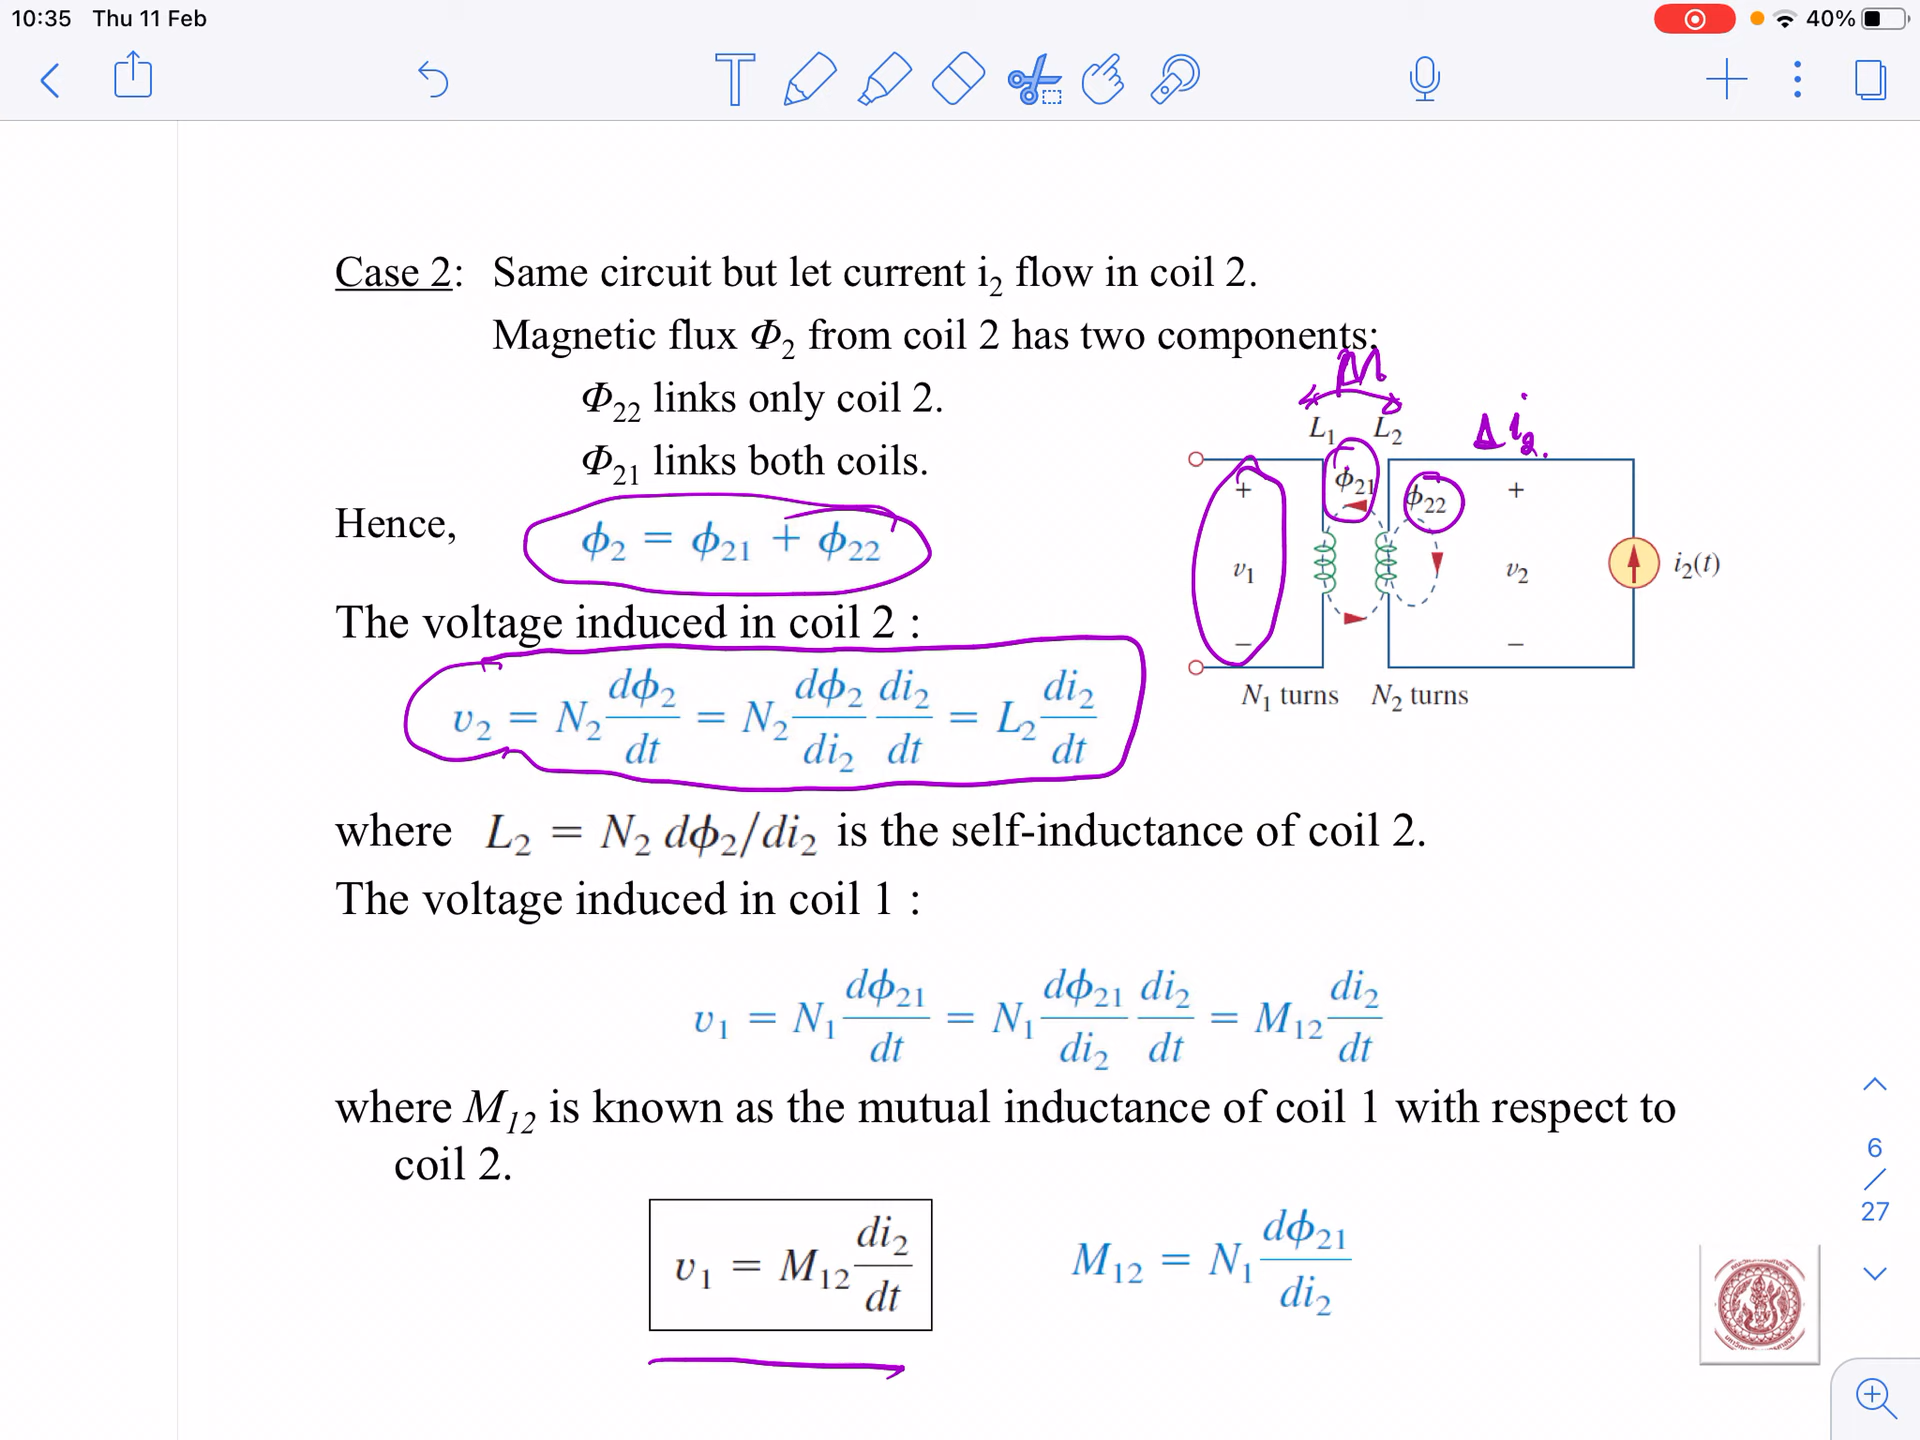 10:35 Thu 11 Feb
40%
Case 2: Same circuit but let current i₂ flow in coil 2.
Magnetic flux Φ₂ from coil 2 has two components:
Φ₂₂ links only coil 2.
Φ₂₁ links both coils.
Hence, ϕ₂ = ϕ₂₁ + ϕ₂₂
M
L₁ L₂ Δi₂.
+ ϕ₂₁ ϕ₂₂ +
v₁ v₂ i₂(t)
− −
N₁ turns N₂ turns
The voltage induced in coil 2 :
v₂ = N₂ dϕ₂/dt = N₂ dϕ₂/di₂ di₂/dt = L₂ di₂/dt
where L₂ = N₂ dϕ₂/di₂ is the self-inductance of coil 2.
The voltage induced in coil 1 :
v₁ = N₁ dϕ₂₁/dt = N₁ dϕ₂₁/di₂ di₂/dt = M₁₂ di₂/dt
where M₁₂ is known as the mutual inductance of coil 1 with respect to
coil 2.
v₁ = M₁₂ di₂/dt M₁₂ = N₁ dϕ₂₁/di₂
6
/
27